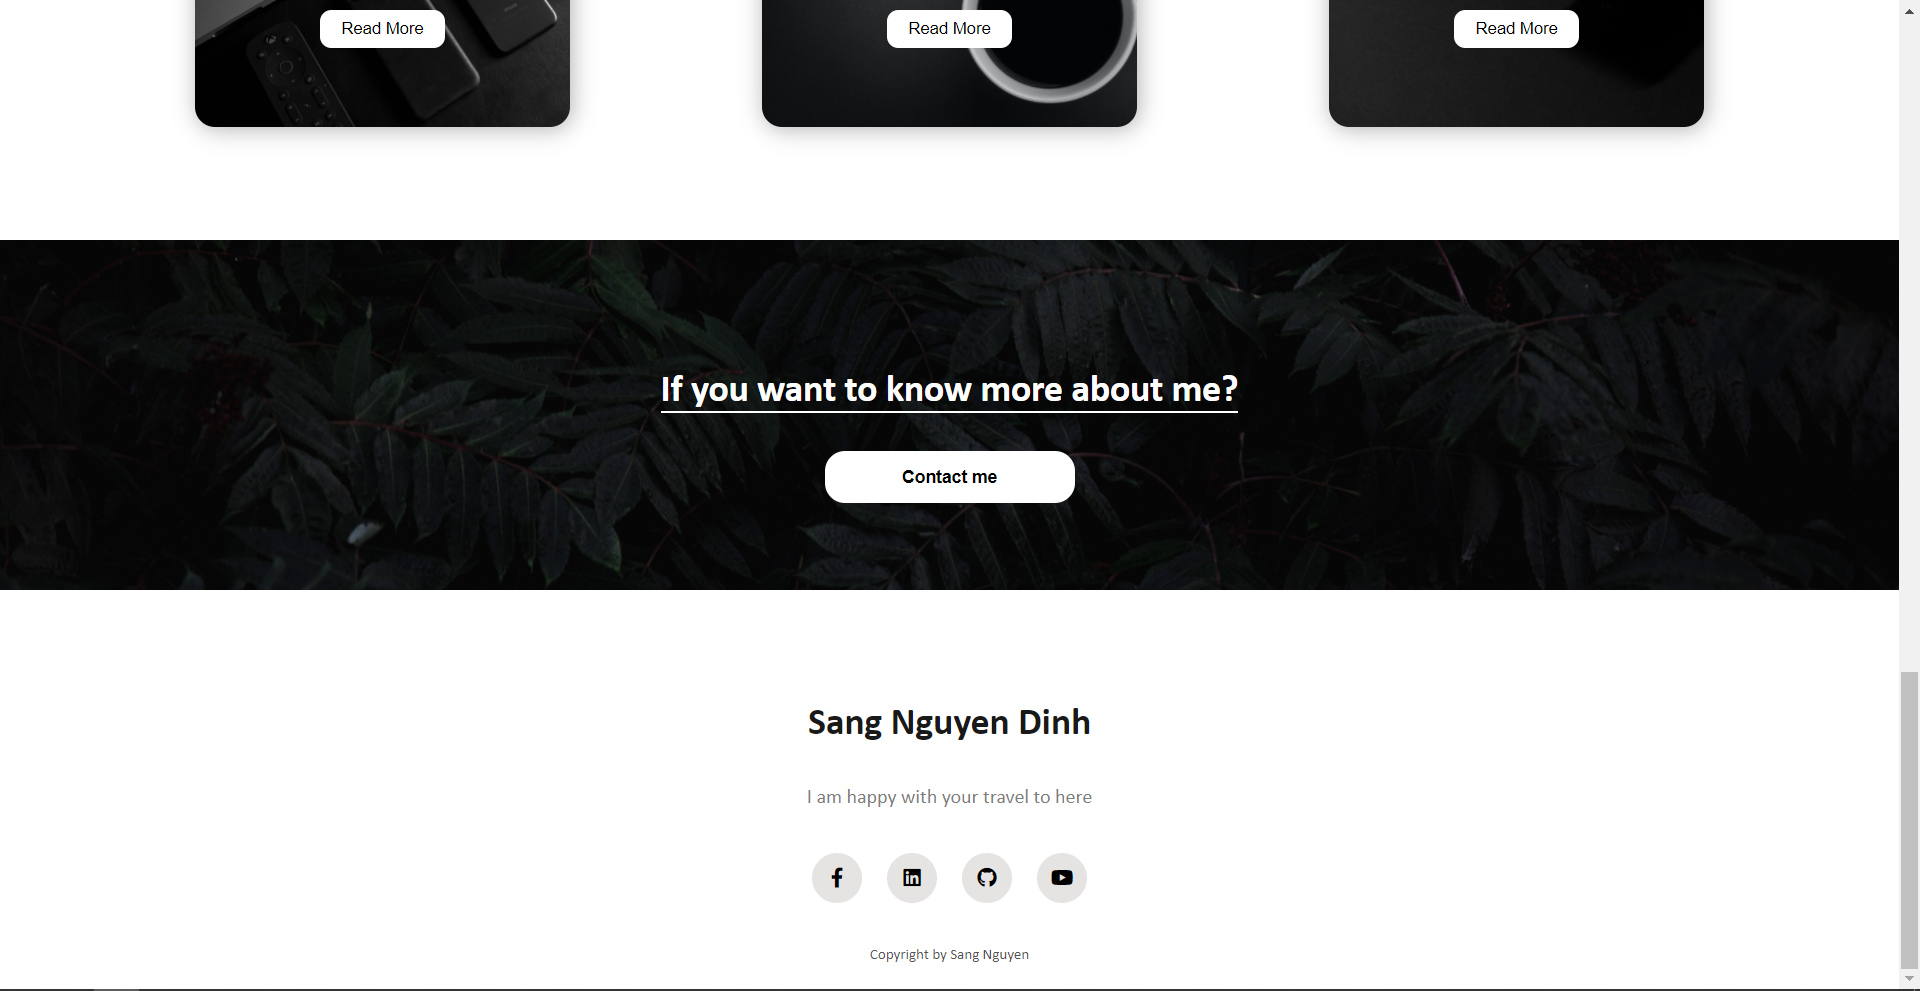 Read More
Read More
Read More
If you want to know more about me?
Contact me
Sang Nguyen Dinh
I am happy with your travel to here
Copyright by Sang Nguyen